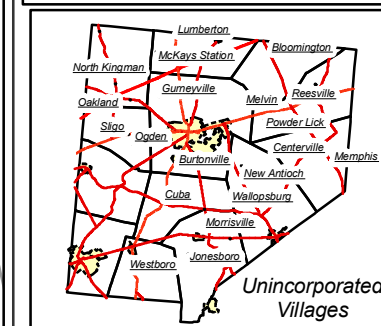 Lumberton
McKays Station
Bloomington
North Kingman
Gurneyville
Reesville
Oakland
Melvin
Powder Lick
Sligo
Ogden
Centerville
Burtonville
Memphis
New Antioch
Cuba
Wallopsburg
Morrisville
Westboro
Jonesboro
Unincorporated
Villages